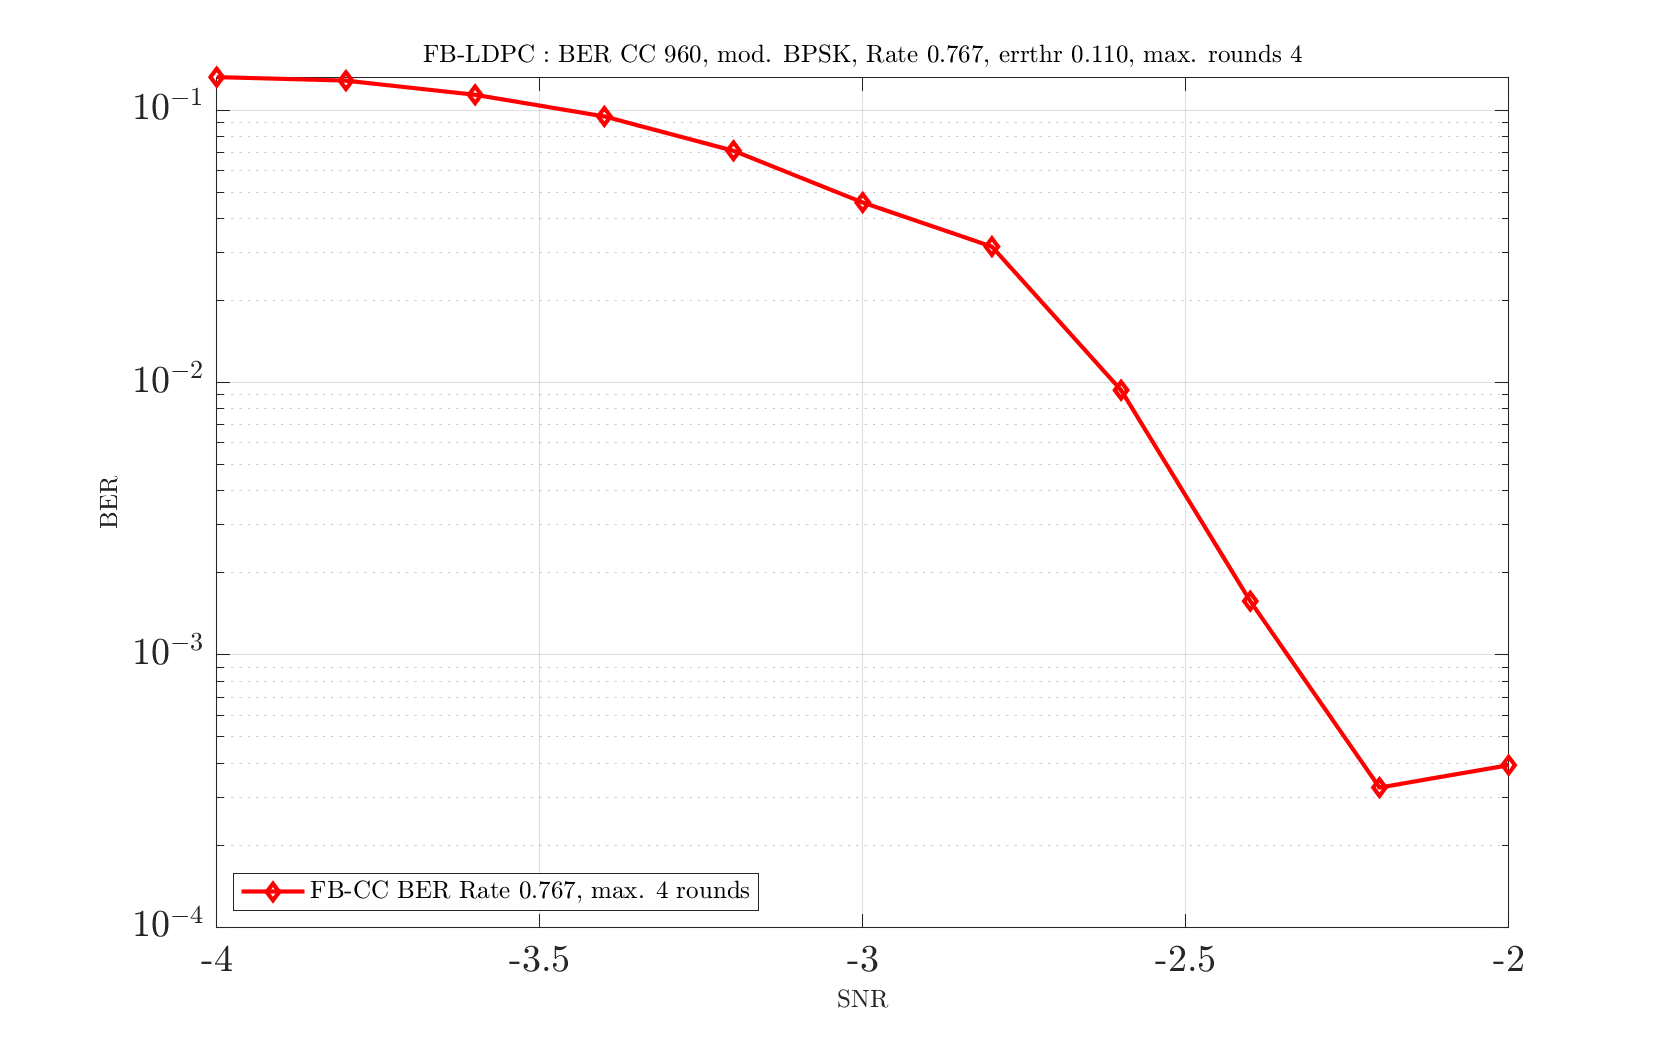 FB-LDPC : BER CC 960, mod. BPSK, Rate 0.767, errthr 0.110, max. rounds 4
10^{-1}
10^{-2}
BER
10^{-3}
FB-CC BER Rate 0.767, max. 4 rounds
10^{-4}
-4 -3.5 -3 -2.5 -2
SNR